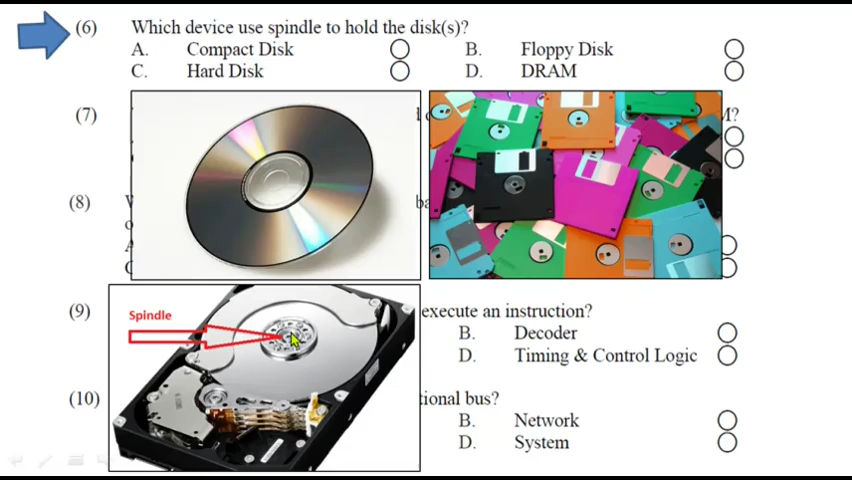 (6) Which device use spindle to hold the disk(s)?
A. Compact Disk B. Floppy Disk
C. Hard Disk D. DRAM
(7) M?
(8)
(9) execute an instruction?
Spindle
B. Decoder
D. Timing & Control Logic
(10) tional bus?
B. Network
D. System